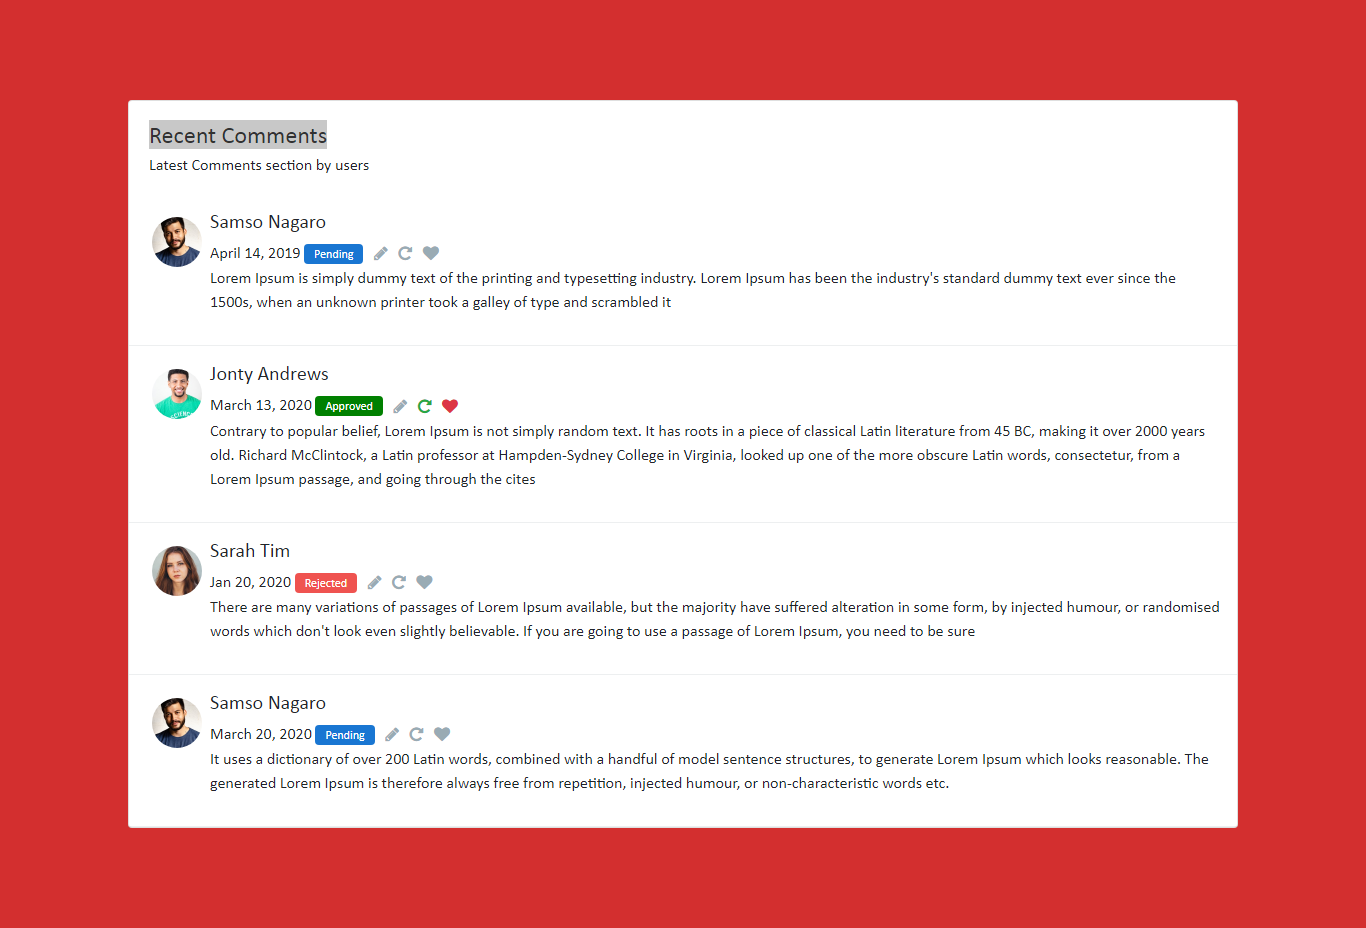 Recent Comments
Latest Comments section by users
Samso Nagaro
April 14, 2019 Pending
Lorem Ipsum is simply dummy text of the printing and typesetting industry. Lorem Ipsum has been the industry's standard dummy text ever since the
1500s, when an unknown printer took a galley of type and scrambled it
Jonty Andrews
March 13, 2020 Approved
Contrary to popular belief, Lorem Ipsum is not simply random text. It has roots in a piece of classical Latin literature from 45 BC, making it over 2000 years
old. Richard McClintock, a Latin professor at Hampden-Sydney College in Virginia, looked up one of the more obscure Latin words, consectetur, from a
Lorem Ipsum passage, and going through the cites
Sarah Tim
Jan 20, 2020 Rejected
There are many variations of passages of Lorem Ipsum available, but the majority have suffered alteration in some form, by injected humour, or randomised
words which don't look even slightly believable. If you are going to use a passage of Lorem Ipsum, you need to be sure
Samso Nagaro
March 20, 2020 Pending
It uses a dictionary of over 200 Latin words, combined with a handful of model sentence structures, to generate Lorem Ipsum which looks reasonable. The
generated Lorem Ipsum is therefore always free from repetition, injected humour, or non-characteristic words etc.